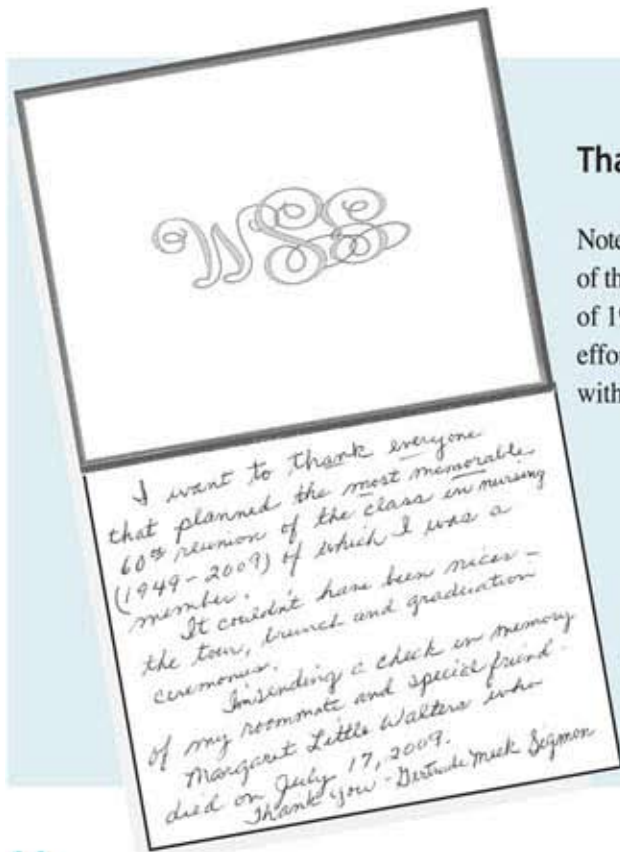 WSG
I want to thank everyone
that planned the most memorable
60th reunion of the class in nursing
(1949-2009) of which I was a
member.
It couldn't have been nicer -
the tour, brunch and graduation
ceremonies.
I'm sending a check in memory
of my roommate and special friend -
Margaret Little Walters who
died on July 17, 2009.
Thank you - Gertrude Meek Sigmon
Tha
Note
of th
of 19
effor
with